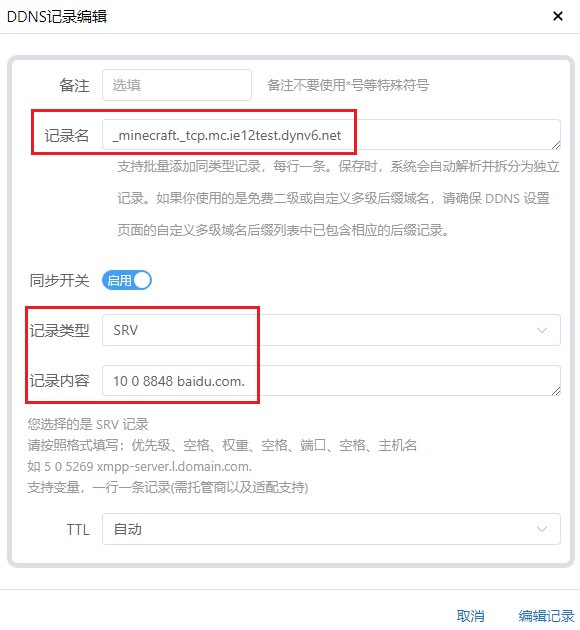 DDNS记录编辑 ×
备注 选填 备注不要使用*号等特殊符号
记录名 _minecraft._tcp.mc.ie12test.dynv6.net
支持批量添加同类型记录，每行一条。保存时，系统会自动解析并拆分为独立
记录。如果你使用的是免费二级或自定义多级后缀域名，请确保 DDNS 设置
页面的自定义多级域名后缀列表中已包含相应的后缀记录。
同步开关 启用
记录类型 SRV
记录内容 10 0 8848 baidu.com.
您选择的是 SRV 记录
请按照格式填写：优先级、空格、权重、空格、端口、空格、主机名
如 5 0 5269 xmpp-server.l.domain.com.
支持变量，一行一条记录(需托管商以及适配支持)
TTL 自动
取消 编辑记录